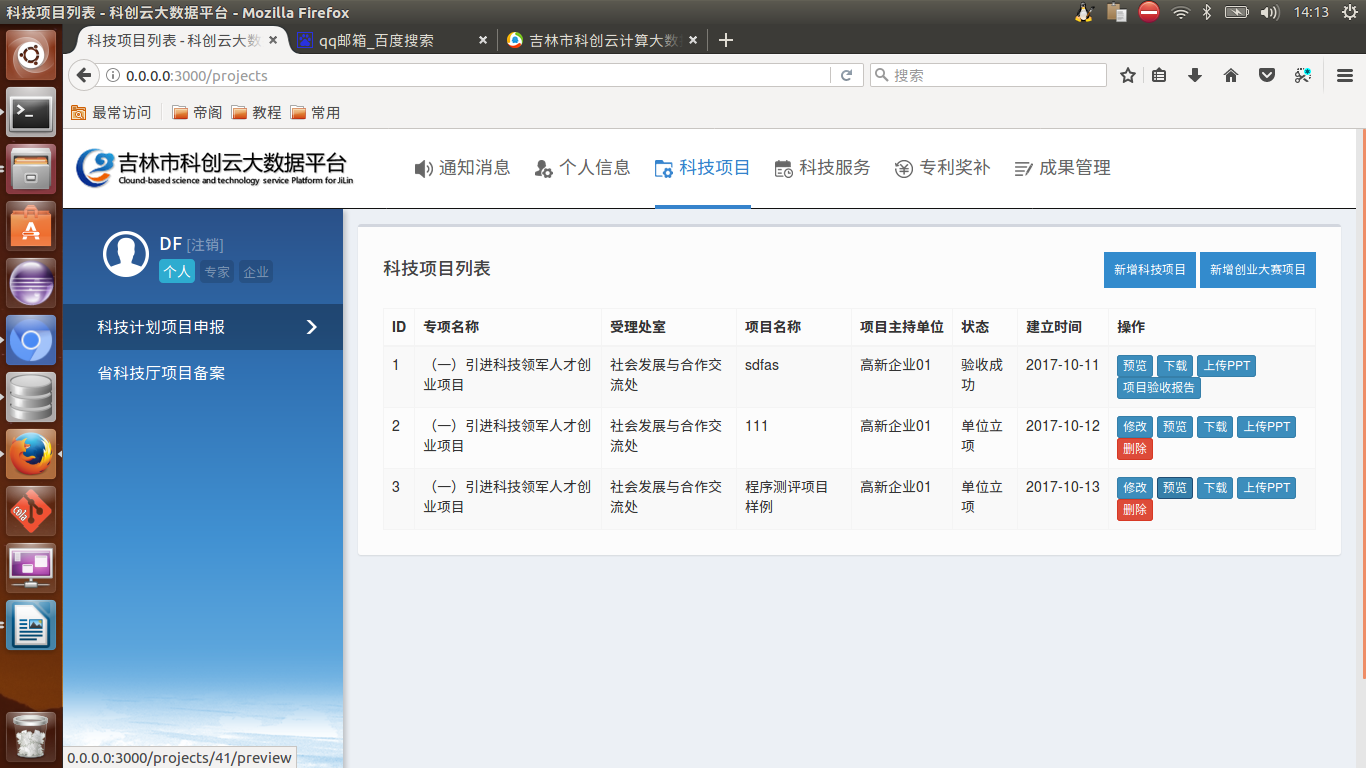 科技项目列表 - 科创云大数据平台 - Mozilla Firefox
14:13
科技项目列表 - 科创云大数
qq邮箱_百度搜索
吉林市科创云计算大数
0.0.0.0:3000/projects
搜索
最常访问
帝阁
教程
常用
吉林市科创云大数据平台
Clound-based science and technology service Platform for JiLin
通知消息
个人信息
科技项目
科技服务
专利奖补
成果管理
DF [注销]
个人 专家 企业
科技计划项目申报
省科技厅项目备案
科技项目列表
新增科技项目
新增创业大赛项目
ID 专项名称 受理处室 项目名称 项目主持单位 状态 建立时间 操作
1 （一）引进科技领军人才创 社会发展与合作交 sdfas 高新企业01 验收成 2017-10-11 预览 下载 上传PPT
业项目 流处 功 项目验收报告
2 （一）引进科技领军人才创 社会发展与合作交 111 高新企业01 单位立 2017-10-12 修改 预览 下载 上传PPT
业项目 流处 项 删除
3 （一）引进科技领军人才创 社会发展与合作交 程序测评项目 高新企业01 单位立 2017-10-13 修改 预览 下载 上传PPT
业项目 流处 样例 项 删除
0.0.0.0:3000/projects/41/preview